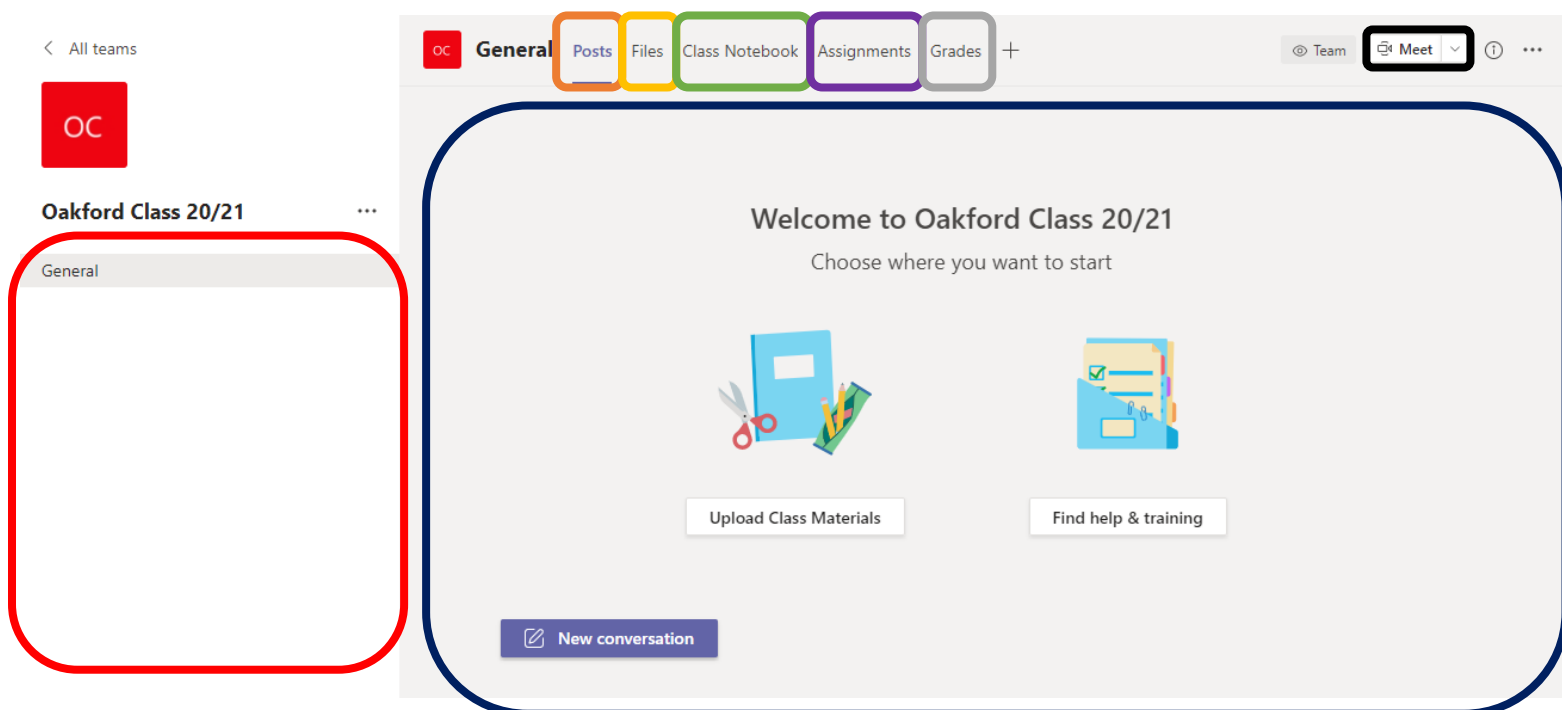 All teams
OC
Oakford Class 20/21
General
OC General Posts Files Class Notebook Assignments Grades Team Meet
Welcome to Oakford Class 20/21
Choose where you want to start
Upload Class Materials Find help & training
New conversation